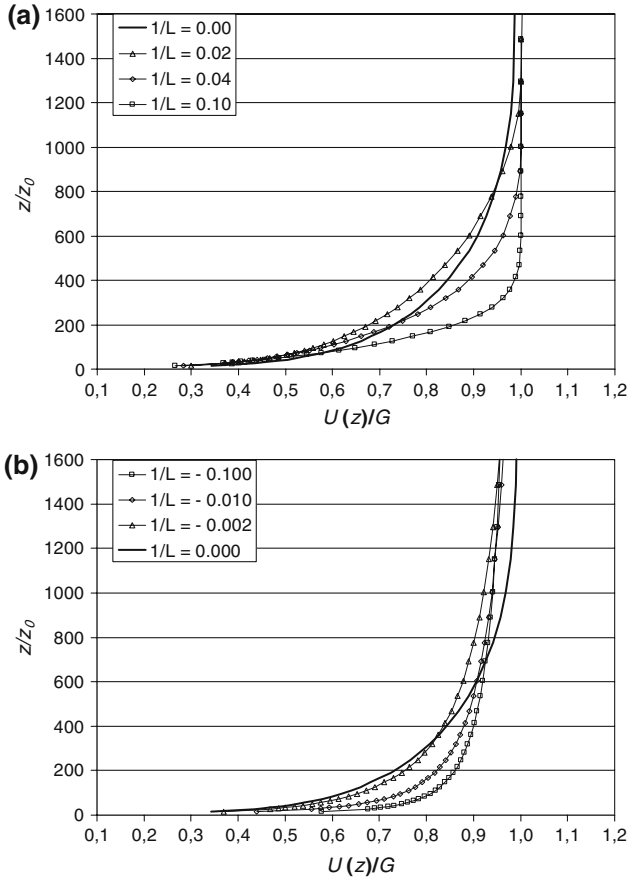 (a)
1/L = 0.00
1/L = 0.02
1/L = 0.04
1/L = 0.10
z/z0
1600
1400
1200
1000
800
600
400
200
0
0,1 0,2 0,3 0,4 0,5 0,6 0,7 0,8 0,9 1,0 1,1 1,2
U(z)/G
(b)
1/L = - 0.100
1/L = - 0.010
1/L = - 0.002
1/L = 0.000
z/z0
1600
1400
1200
1000
800
600
400
200
0
0,1 0,2 0,3 0,4 0,5 0,6 0,7 0,8 0,9 1,0 1,1 1,2
U(z)/G